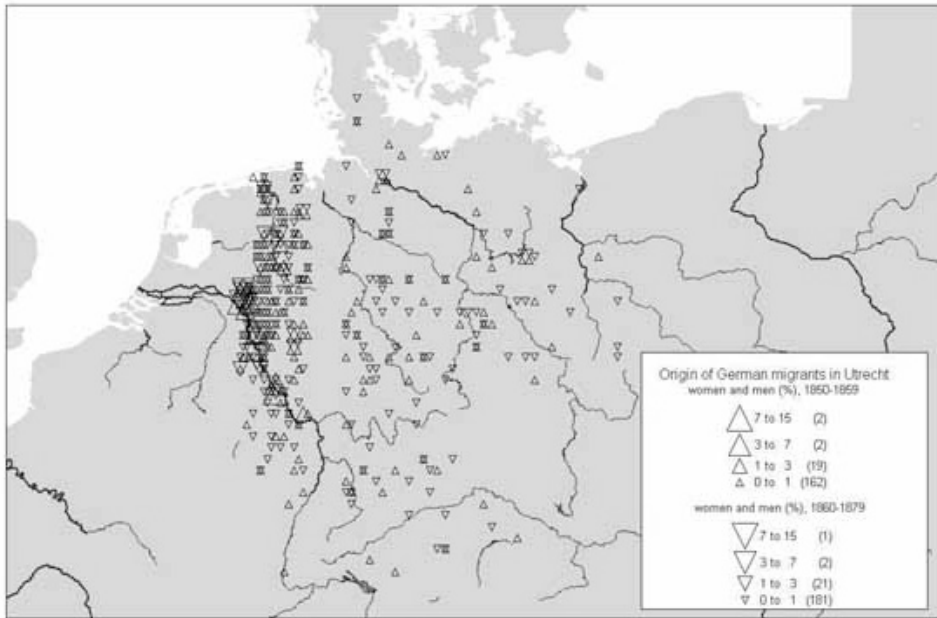 Origin of German migrants in Utrecht
women and men (%), 1850-1859
7 to 15 (2)
3 to 7 (2)
1 to 3 (19)
0 to 1 (162)
women and men (%), 1860-1879
7 to 15 (1)
3 to 7 (2)
1 to 3 (21)
0 to 1 (181)